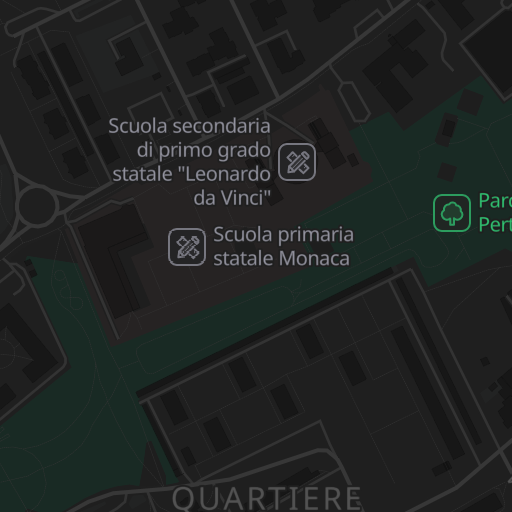 Scuola secondaria
di primo grado
statale "Leonardo
da Vinci"
Scuola primaria
statale Monaca
QUARTIERE